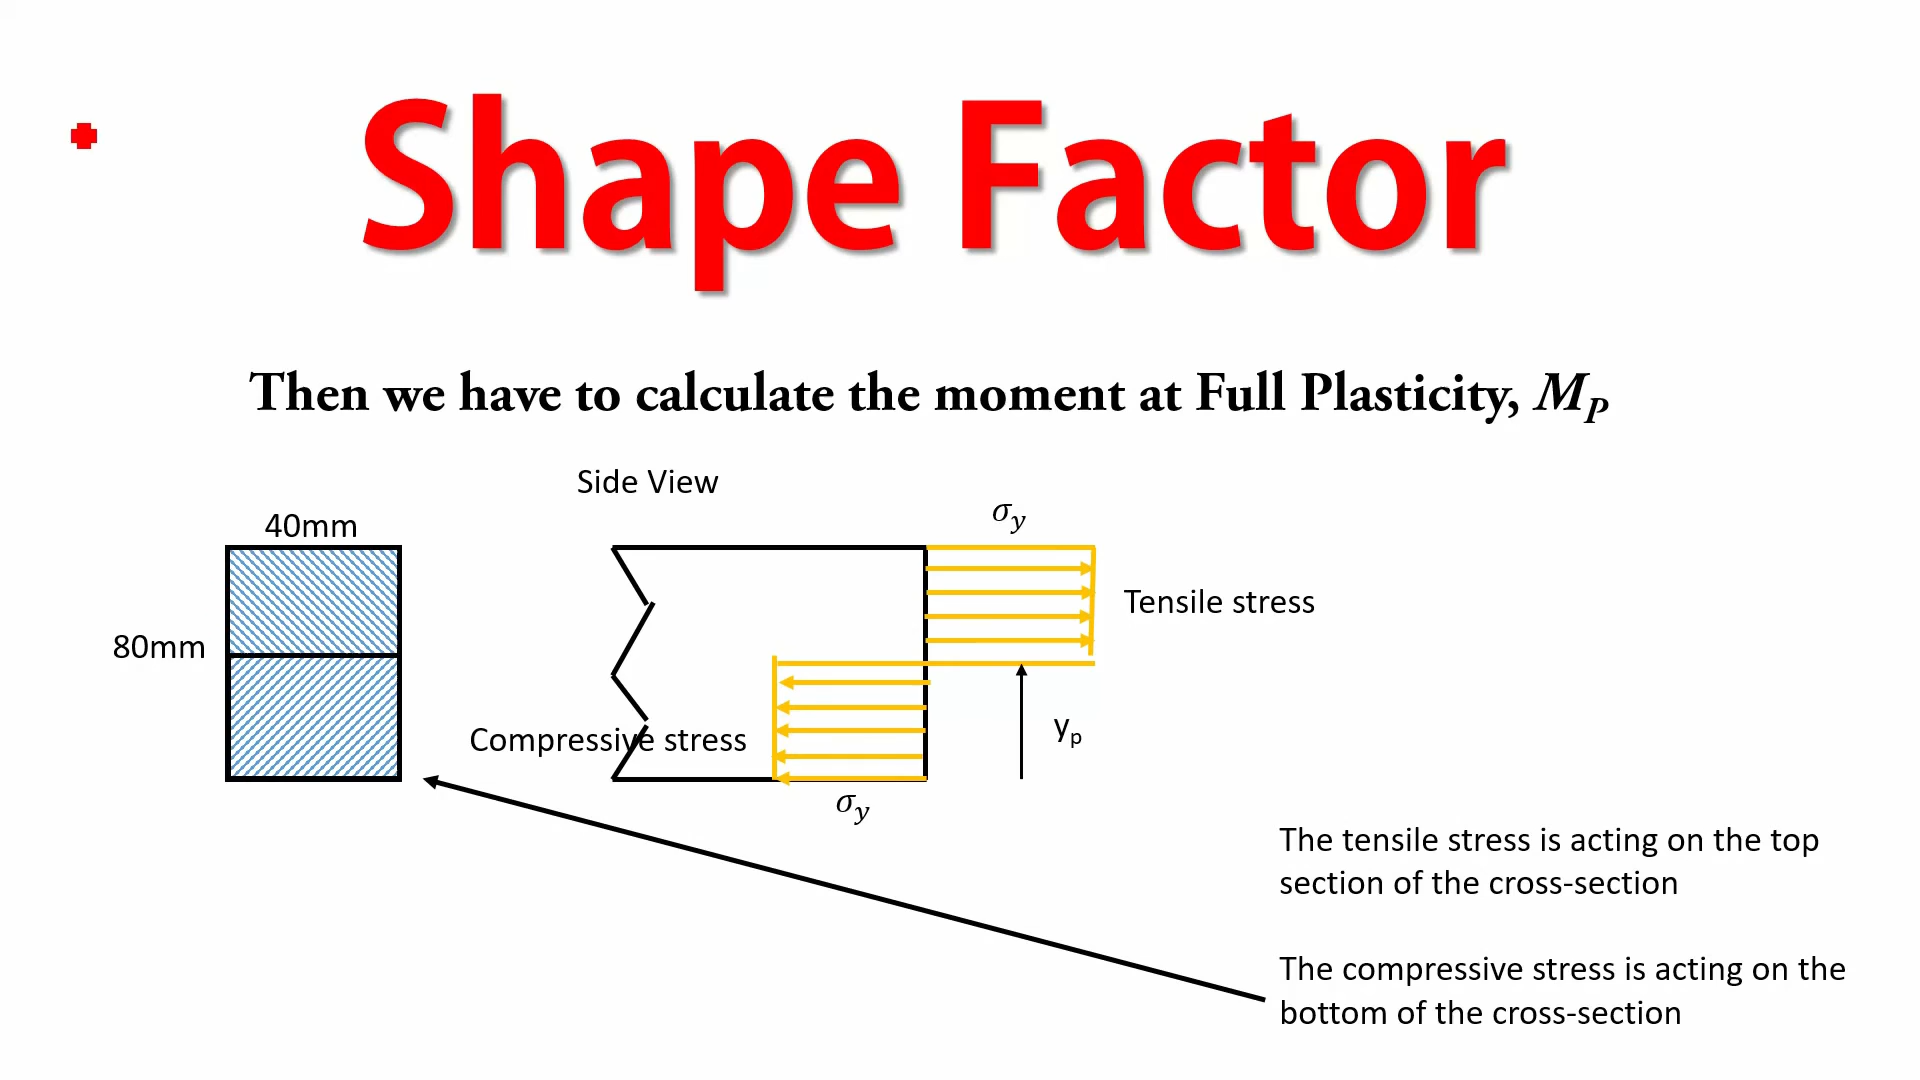 Shape Factor
Then we have to calculate the moment at Full Plasticity, M_P
Side View
σ_y
40mm
Tensile stress
80mm
y_p
Compressive stress
σ_y
The tensile stress is acting on the top
section of the cross-section
The compressive stress is acting on the
bottom of the cross-section